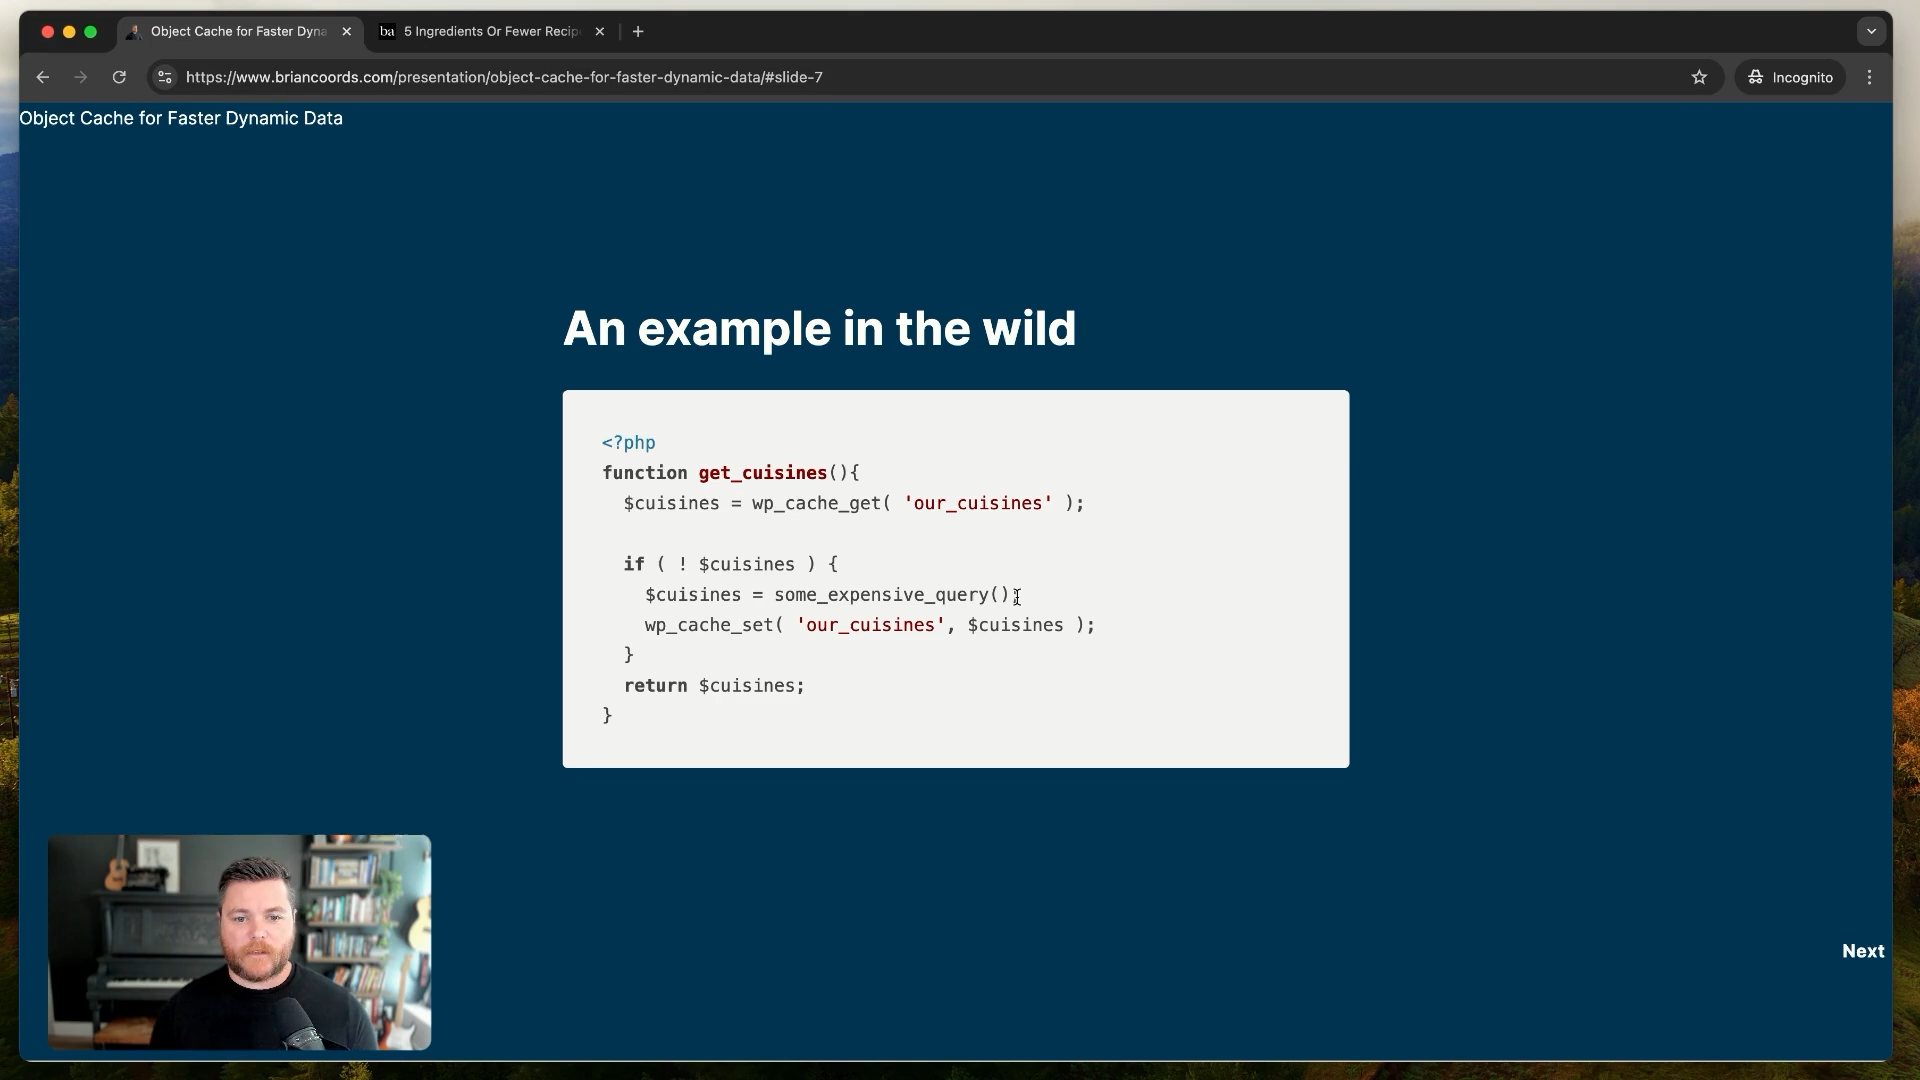 Object Cache for Faster Dyna
ba 5 Ingredients Or Fewer Recip
https://www.briancoords.com/presentation/object-cache-for-faster-dynamic-data/#slide-7
Incognito
Object Cache for Faster Dynamic Data
An example in the wild
<?php
function get_cuisines(){
  $cuisines = wp_cache_get( 'our_cuisines' );
  if ( ! $cuisines ) {
    $cuisines = some_expensive_query();
    wp_cache_set( 'our_cuisines', $cuisines );
  }
  return $cuisines;
}
Next